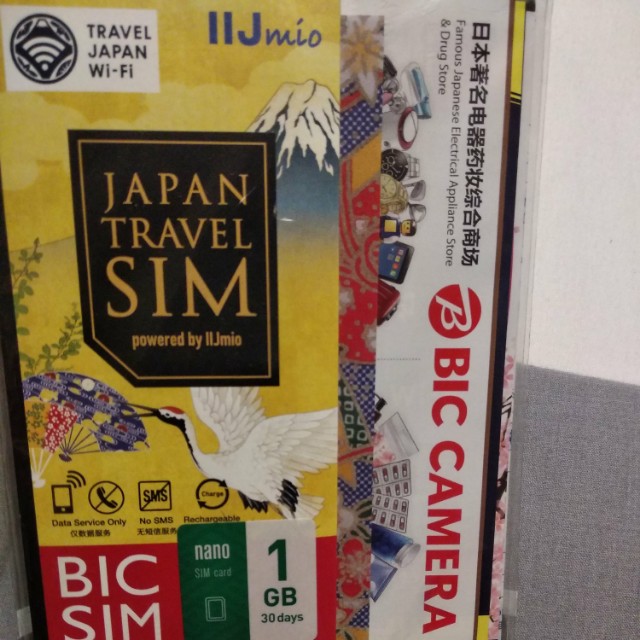 TRAVEL
JAPAN
Wi-Fi
IIJmio
JAPAN
TRAVEL
SIM
powered by IIJmio
SMS
Charge
Data Service Only
仅数据服务
No SMS
无短信服务
Rechargeable
BIC
SIM
nano
SIM card
1
GB
30 days
日本著名电器药妆综合商场
Famous Japanese Electrical Appliance Store
& Drug Store
B
BIC CAMERA